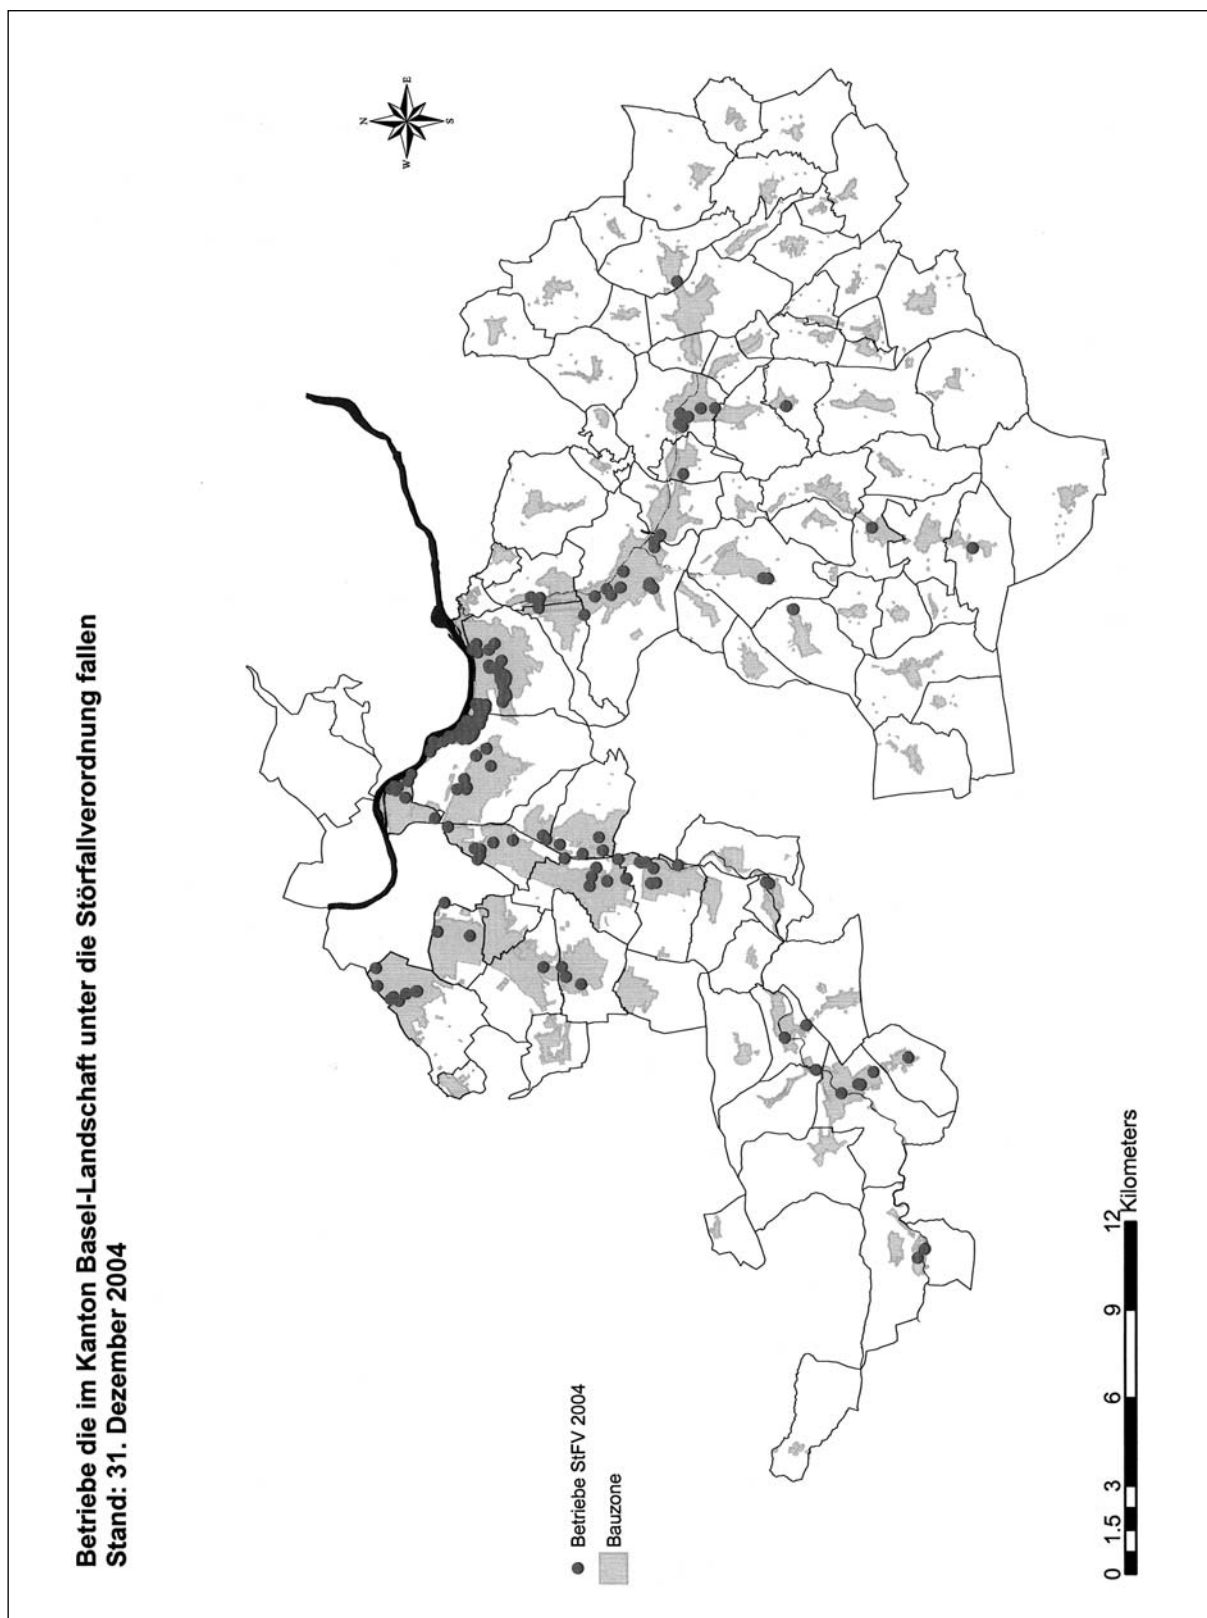 Betriebe die im Kanton Basel-Landschaft unter die Störfallverordnung fallen
Stand: 31. Dezember 2004
N
W
E
S
Betriebe StFV 2004
Bauzone
0 1.5 3 6 9 12
Kilometers